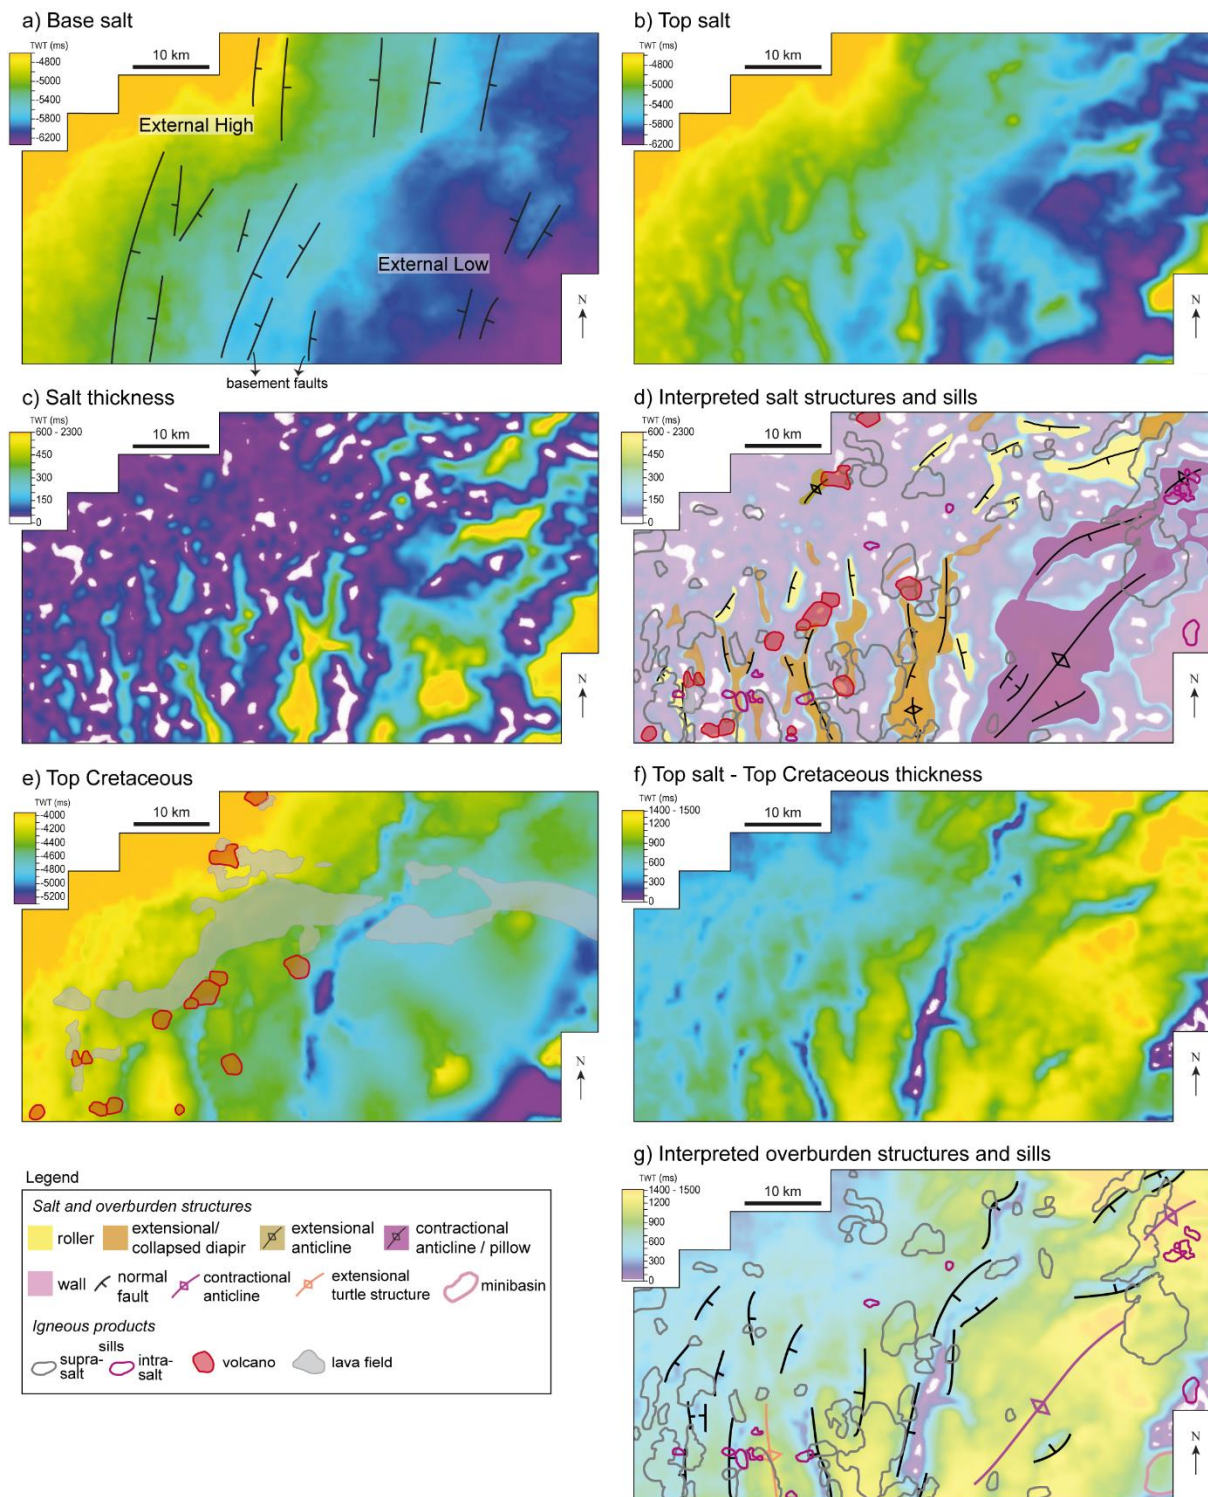 a) Base salt
TWT (ms)
-4800
-5000
-5400
-5800
-6200
10 km
External High
External Low
N
basement faults
b) Top salt
TWT (ms)
-4800
-5000
-5400
-5800
-6200
10 km
N
c) Salt thickness
TWT (ms)
600 - 2300
450
300
150
0
10 km
N
d) Interpreted salt structures and sills
TWT (ms)
600 - 2300
450
300
150
0
10 km
N
e) Top Cretaceous
TWT (ms)
-4000
-4200
-4600
-4800
-5000
-5200
10 km
N
f) Top salt - Top Cretaceous thickness
TWT (ms)
1400 - 1500
1200
900
600
300
0
10 km
N
Legend
Salt and overburden structures
roller
extensional/
collapsed diapir
extensional
anticline
contractional
anticline / pillow
wall
normal
fault
contractional
anticline
extensional
turtle structure
minibasin
Igneous products
sills
supra-
salt
intra-
salt
volcano
lava field
g) Interpreted overburden structures and sills
TWT (ms)
1400 - 1500
1200
900
600
300
0
10 km
N